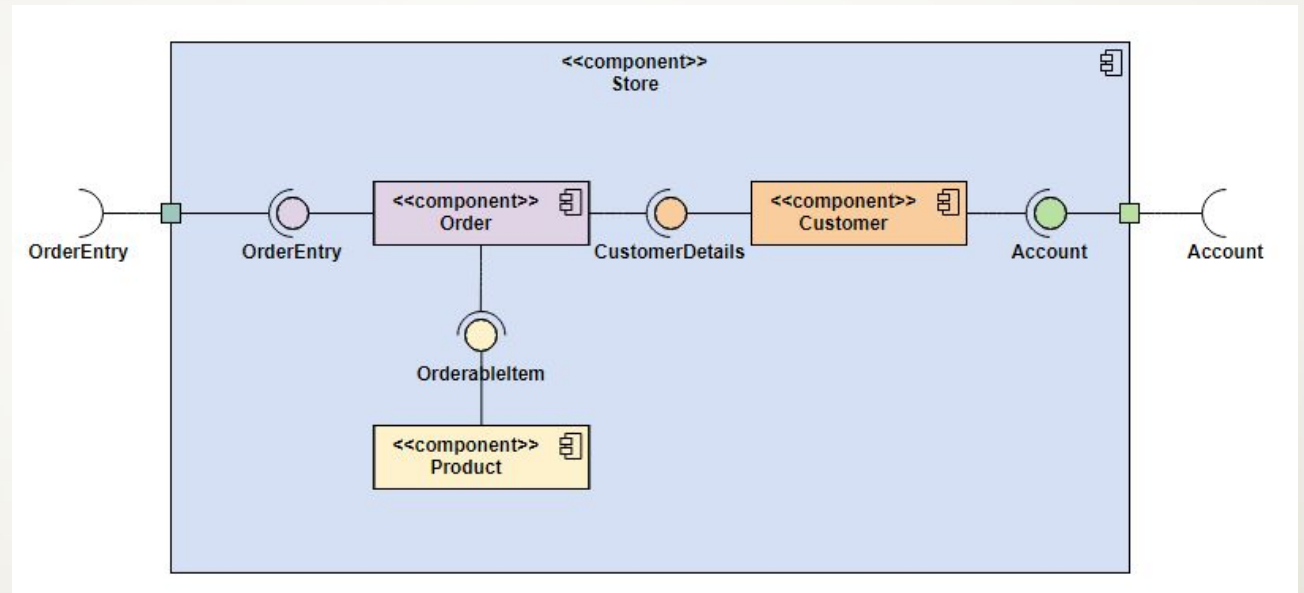 <<component>>
Store
<<component>>
Order
<<component>>
Customer
OrderEntry
OrderEntry
CustomerDetails
Account
Account
OrderableItem
<<component>>
Product